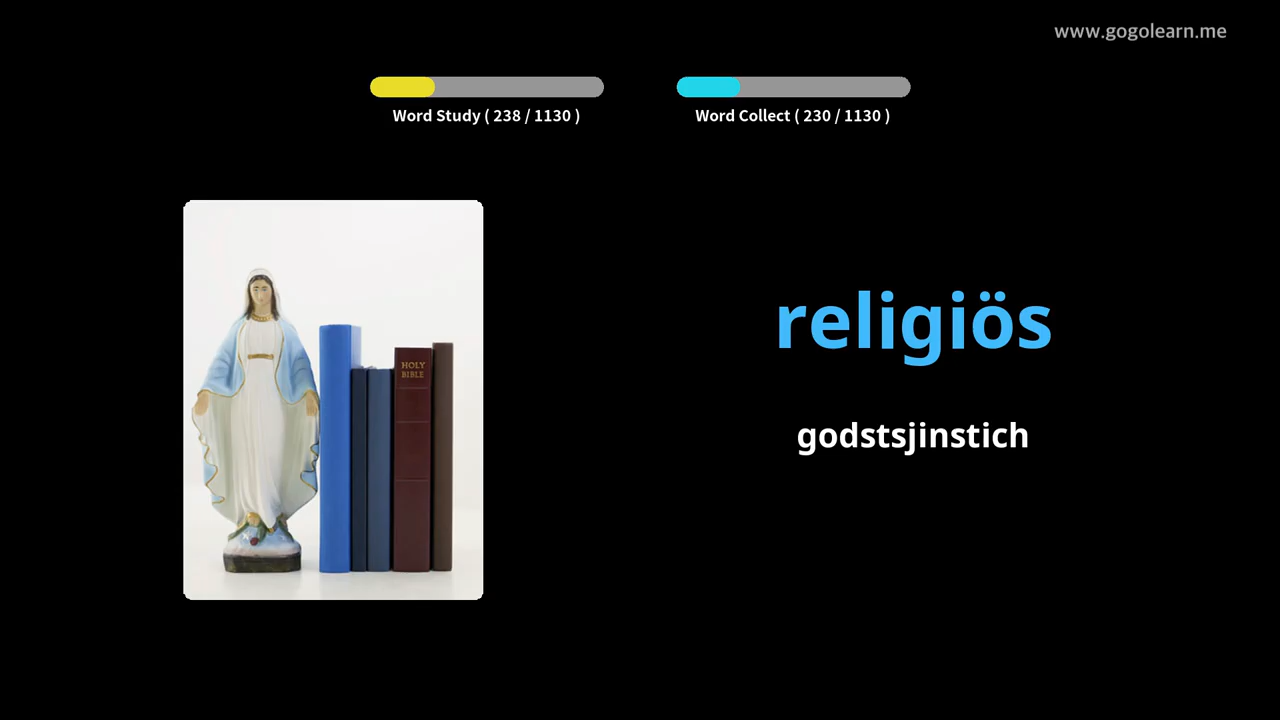 www.gogolearn.me
Word Study ( 238 / 1130 )
Word Collect ( 230 / 1130 )
HOLY
BIBLE
religiös
godstsjinstich